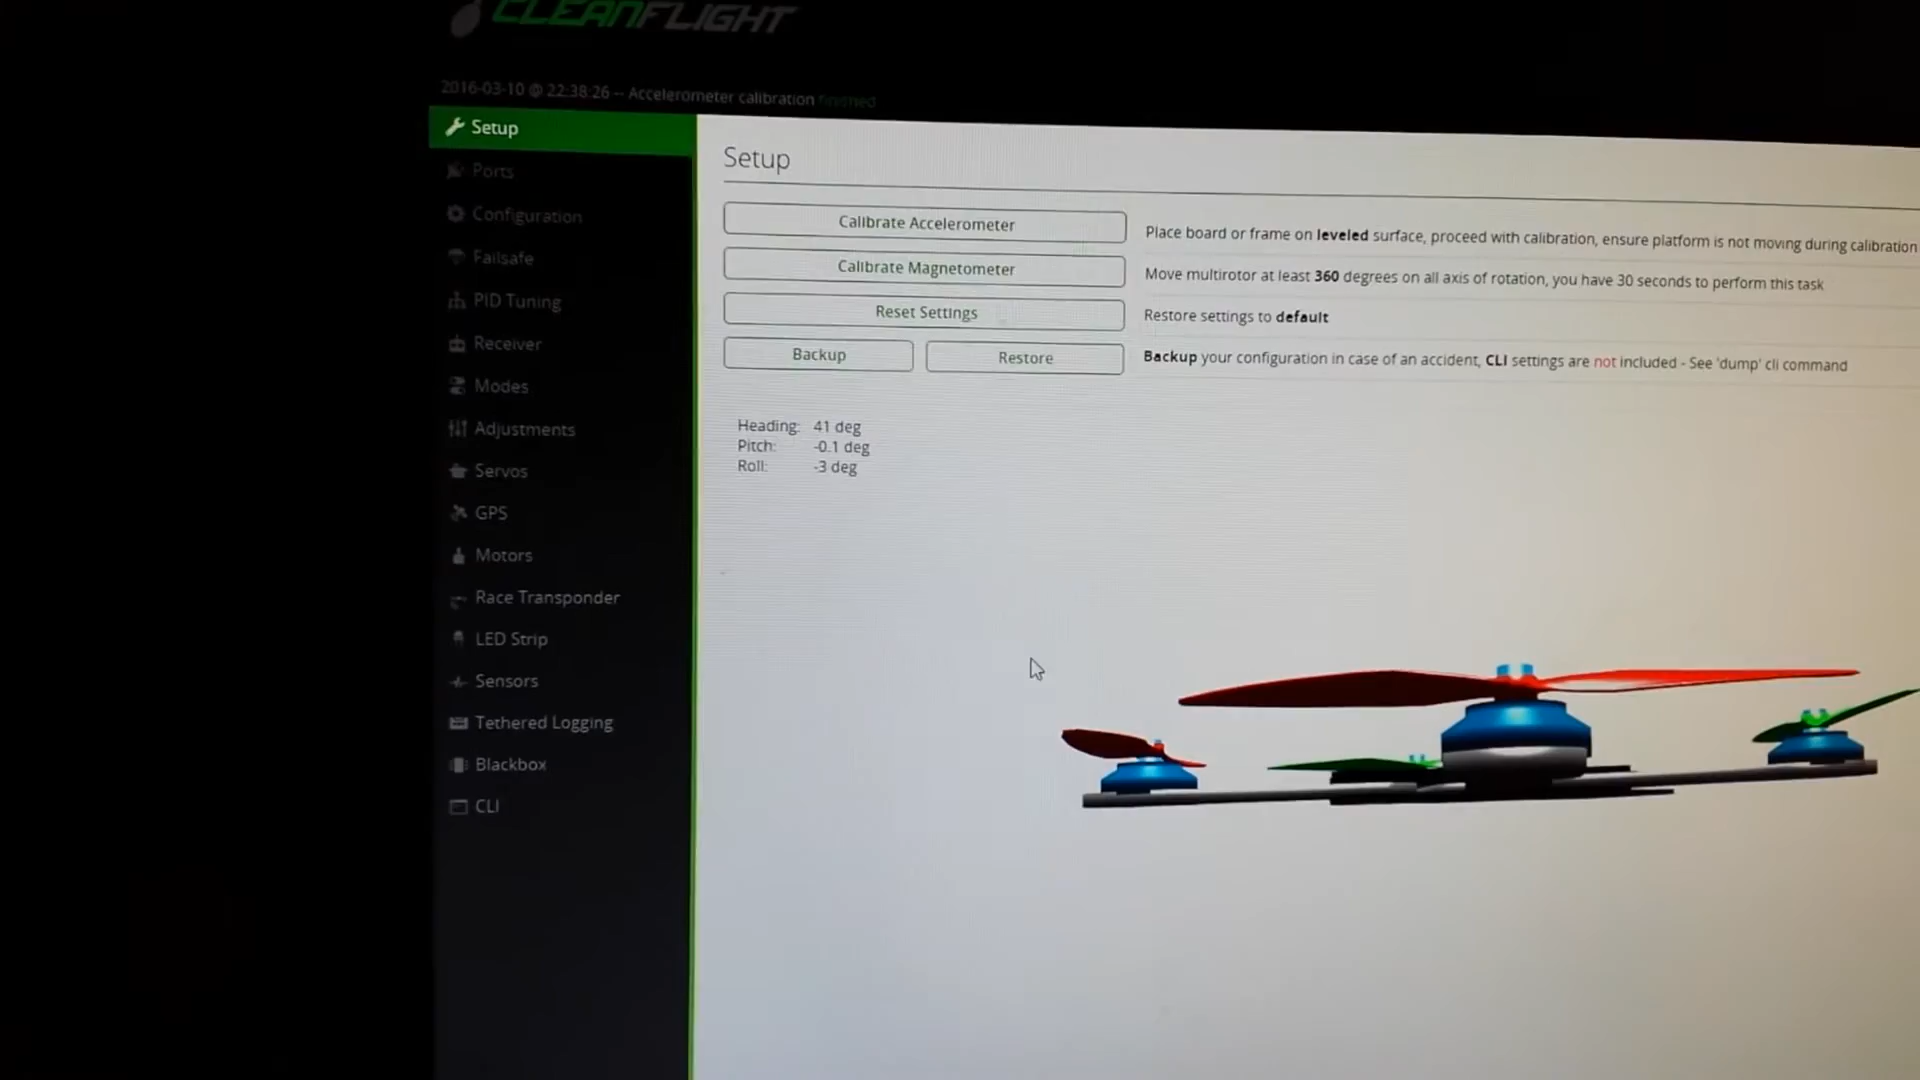 CLEANFLIGHT
2016-03-10 @ 22:38:26 -- Accelerometer calibration finished
Setup
Ports
Configuration
Failsafe
PID Tuning
Receiver
Modes
Adjustments
Servos
GPS
Motors
Race Transponder
LED Strip
Sensors
Tethered Logging
Blackbox
CLI
Setup
Calibrate Accelerometer
Place board or frame on leveled surface, proceed with calibration, ensure platform is not moving during calibration
Calibrate Magnetometer
Move multirotor at least 360 degrees on all axis of rotation, you have 30 seconds to perform this task
Reset Settings
Restore settings to default
Backup Restore
Backup your configuration in case of an accident, CLI settings are not included - See 'dump' cli command
Heading: 41 deg
Pitch: -0.1 deg
Roll: -3 deg